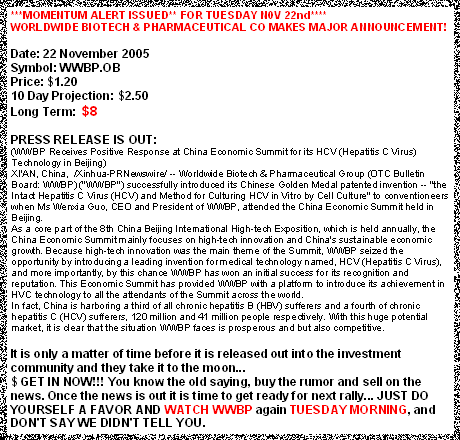 ***MOMENTUM ALERT ISSUED** FOR TUESDAY N0V 22nd****
WORLDWIDE BIOTECH & PHARMACEUTICAL CO MAKES MAJOR ANNOUNCEMENT!
Date: 22 November 2005
Symbol: WWBP.OB
Price: $1.20
10 Day Projection: $2.50
Long Term: $8
PRESS RELEASE IS OUT:
(WWBP Receives Positive Response at China Economic Summit for its HCV (Hepatitis C Virus)
Technology in Beijing)
XI'AN, China, /Xinhua-PRNewswire/ -- Worldwide Biotech & Pharmaceutical Group (OTC Bulletin
Board: WWBP)("WWBP") successfully introduced its Chinese Golden Medal patented invention -- "the
Intact Hepatitis C Virus (HCV) and Method for Culturing HCV in Vitro by Cell Culture" to conventioneers
when Ms Wenxia Guo, CEO and President of WWBP, attended the China Economic Summit held in
Beijing.
As a core part of the 8th China Beijing International High-tech Exposition, which is held annually, the
China Economic Summit mainly focuses on high-tech innovation and China's sustainable economic
growth. Because high-tech innovation was the main theme of the Summit, WWBP seized the
opportunity by introducing a leading invention for medical technology named, HCV (Hepatitis C Virus),
and more importantly, by this chance WWBP has won an initial success for its recognition and
reputation. This Economic Summit has provided WWBP with a platform to introduce its achievement in
HVC technology to all the attendants of the Summit across the world.
In fact, China is harboring a third of all chronic hepatitis B (HBV) sufferers and a fourth of chronic
hepatitis C (HCV) sufferers, 120 million and 41 million people respectively. With this huge potential
market, it is clear that the situation WWBP faces is prosperous and but also competitive.
It is only a matter of time before it is released out into the investment
community and they take it to the moon...
$ GET IN NOW!!! You know the old saying, buy the rumor and sell on the
news. Once the news is out it is time to get ready for next rally... JUST DO
YOURSELF A FAVOR AND WATCH WWBP again TUESDAY MORNING, and
DON'T SAY WE DIDN'T TELL YOU.